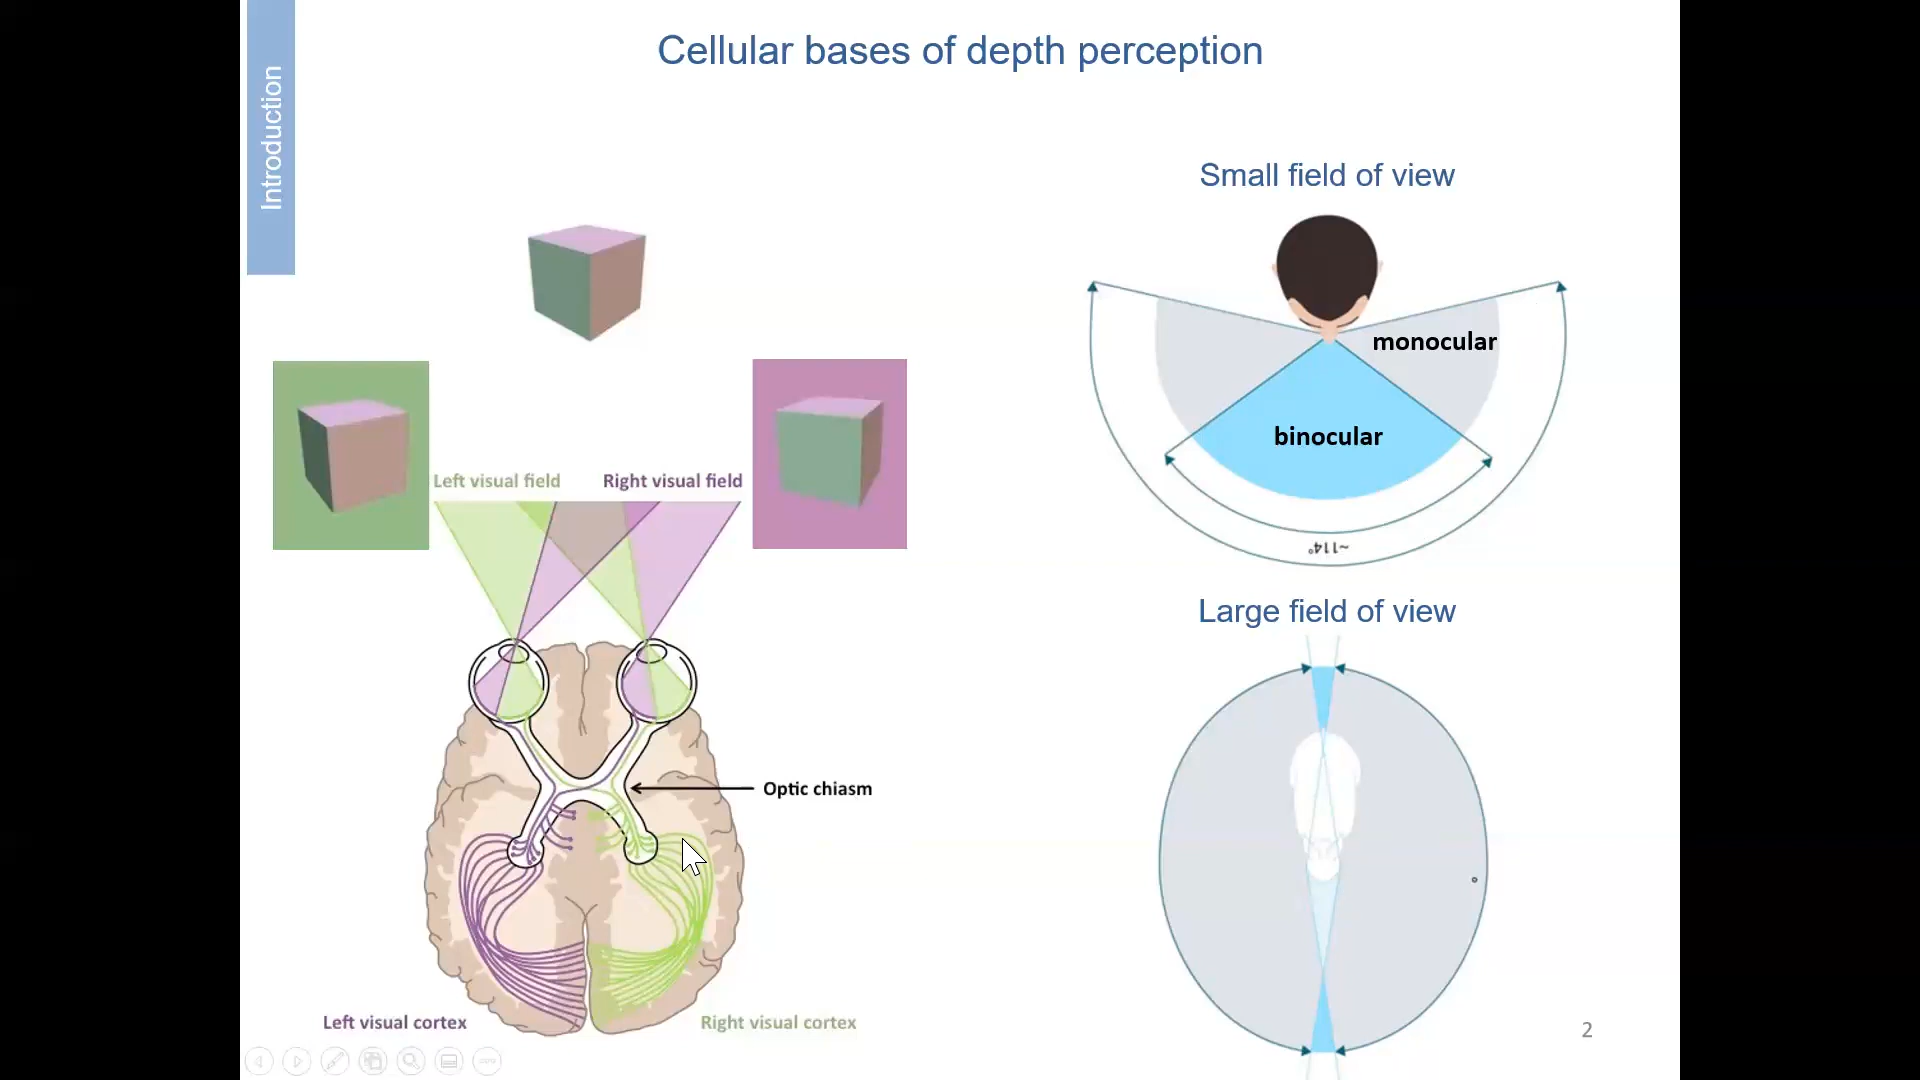 Cellular bases of depth perception
Introduction
Small field of view
monocular
binocular
~114°
Left visual field
Right visual field
Large field of view
Optic chiasm
Left visual cortex
Right visual cortex
2